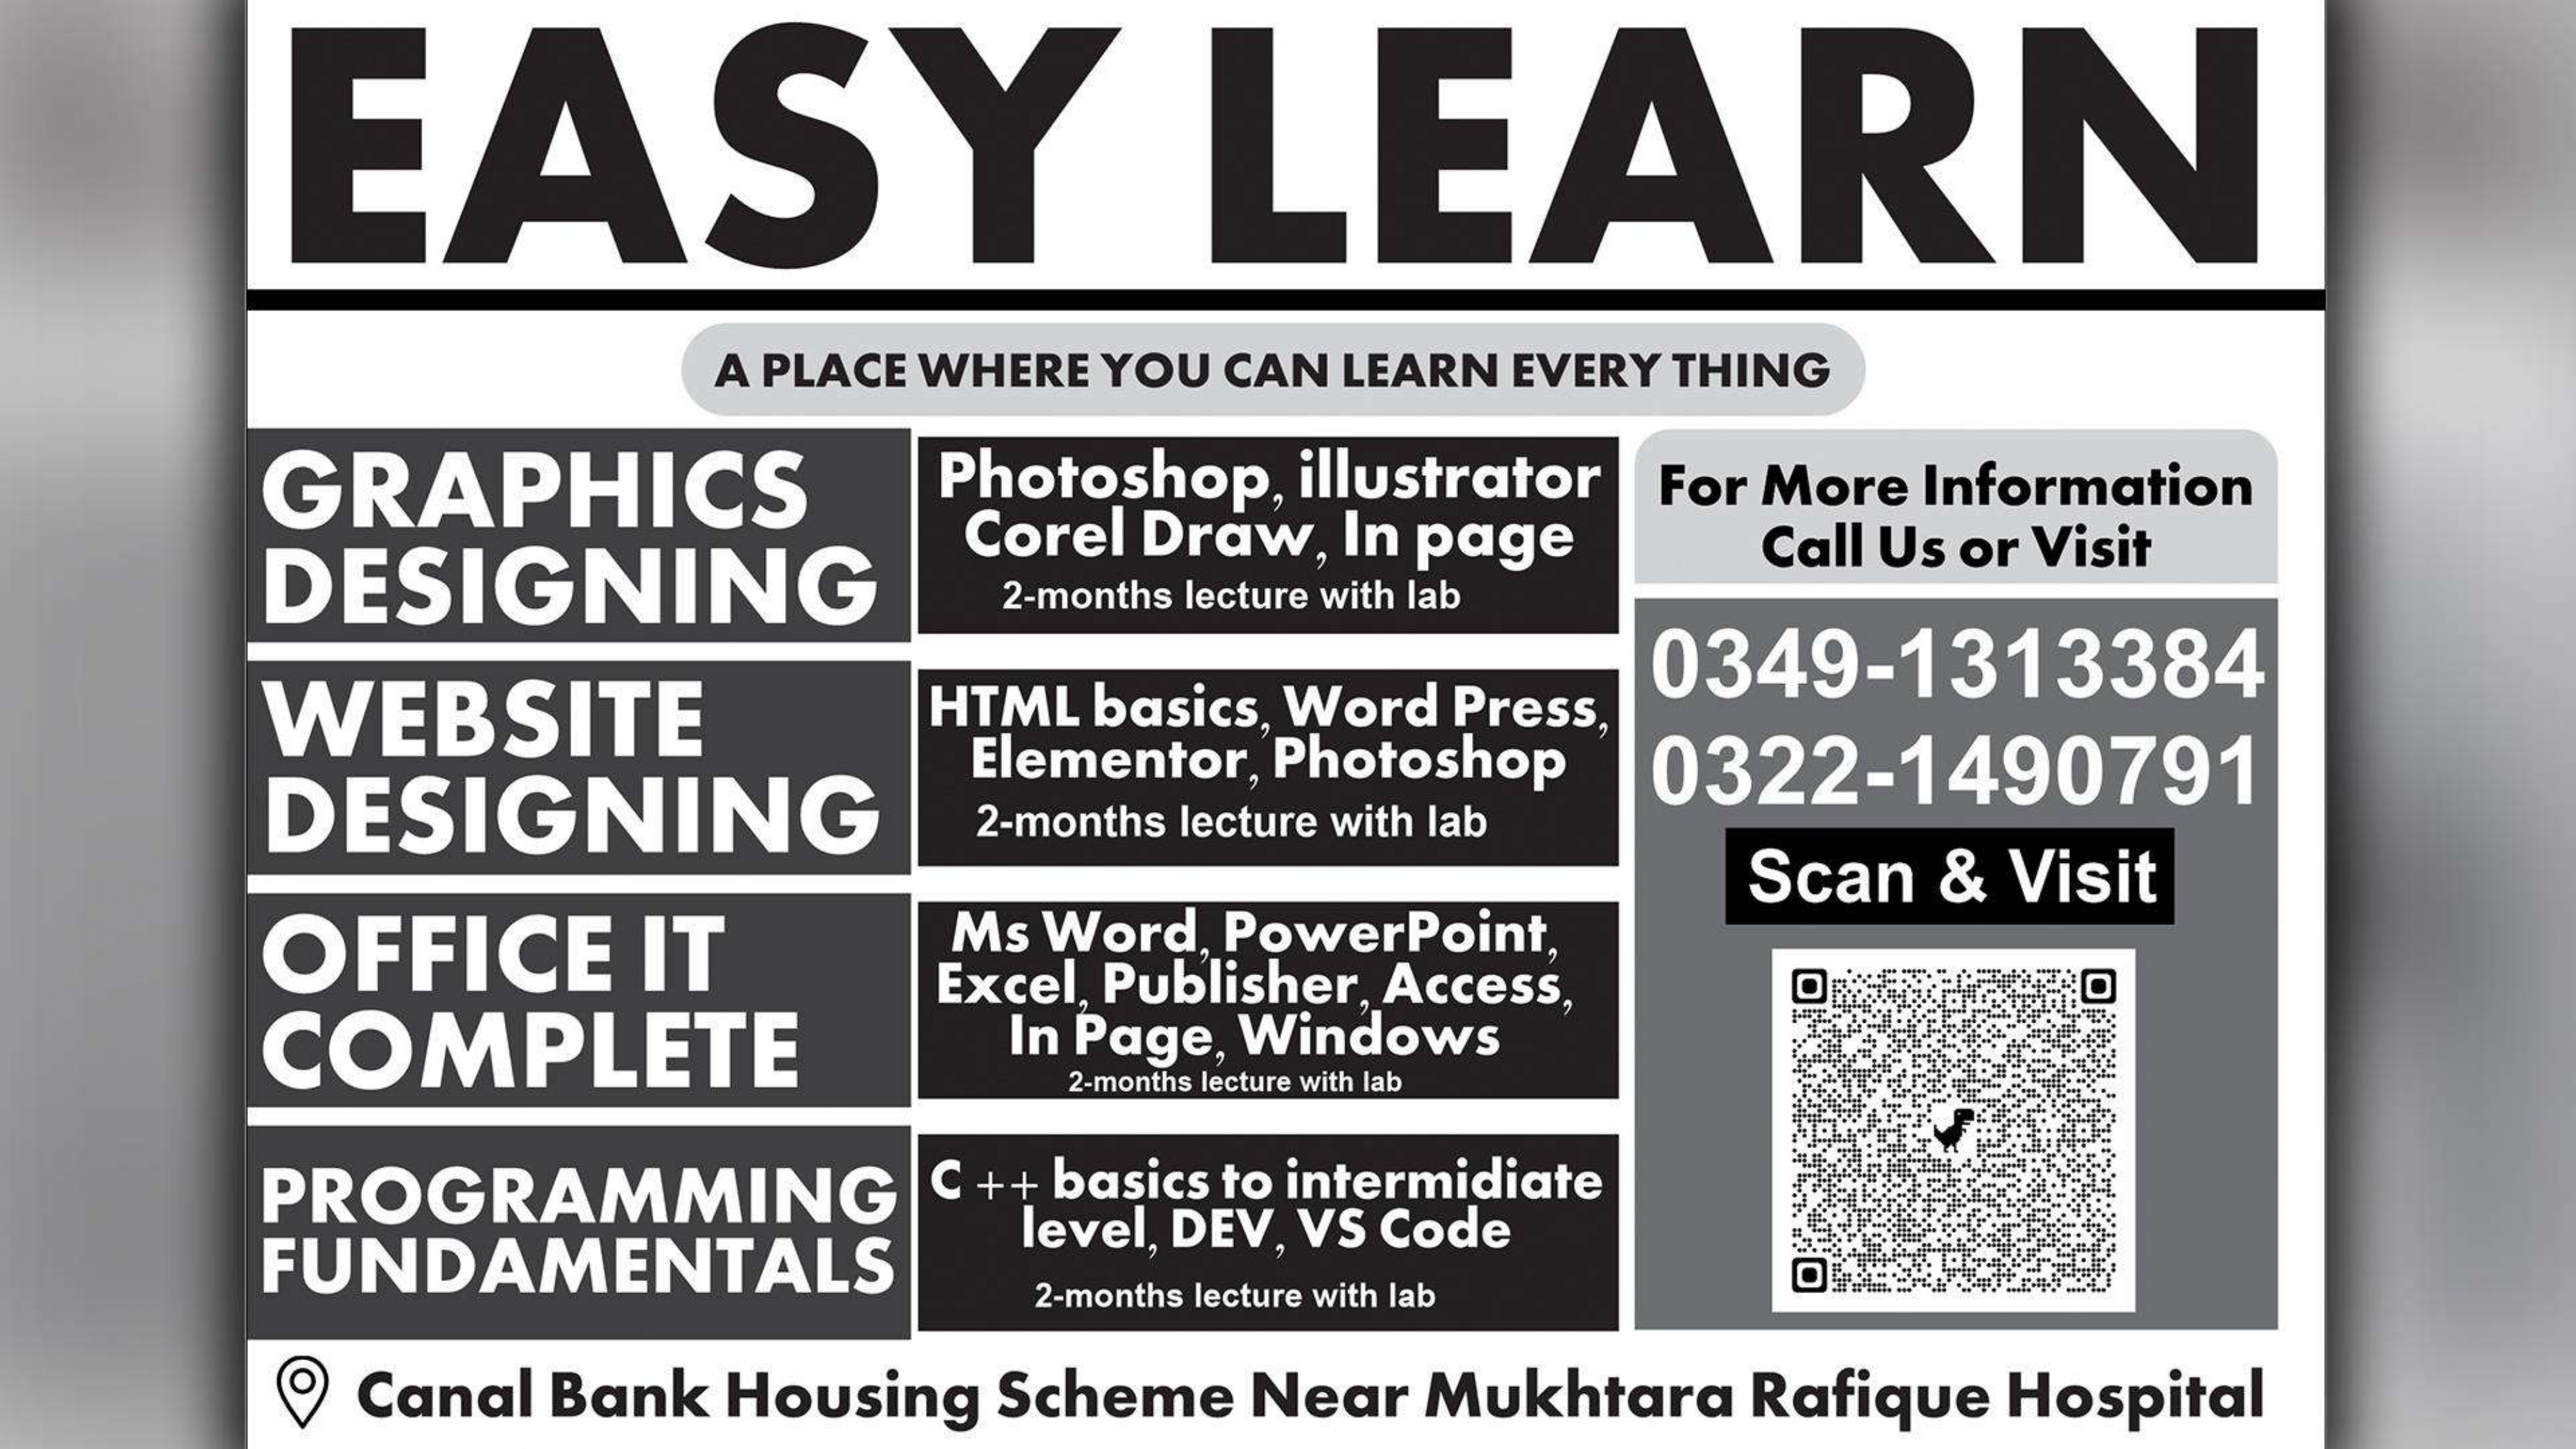 EASY LEARN
A PLACE WHERE YOU CAN LEARN EVERY THING
GRAPHICS
DESIGNING
Photoshop, illustrator
Corel Draw, In page
2-months lecture with lab
WEBSITE
DESIGNING
HTML basics, Word Press,
Elementor, Photoshop
2-months lecture with lab
OFFICE IT
COMPLETE
Ms Word, PowerPoint,
Excel, Publisher, Access,
In Page, Windows
2-months lecture with lab
PROGRAMMING
FUNDAMENTALS
C ++ basics to intermidiate
level, DEV, VS Code
2-months lecture with lab
For More Information
Call Us or Visit
0349-1313384
0322-1490791
Scan & Visit
Canal Bank Housing Scheme Near Mukhtara Rafique Hospital